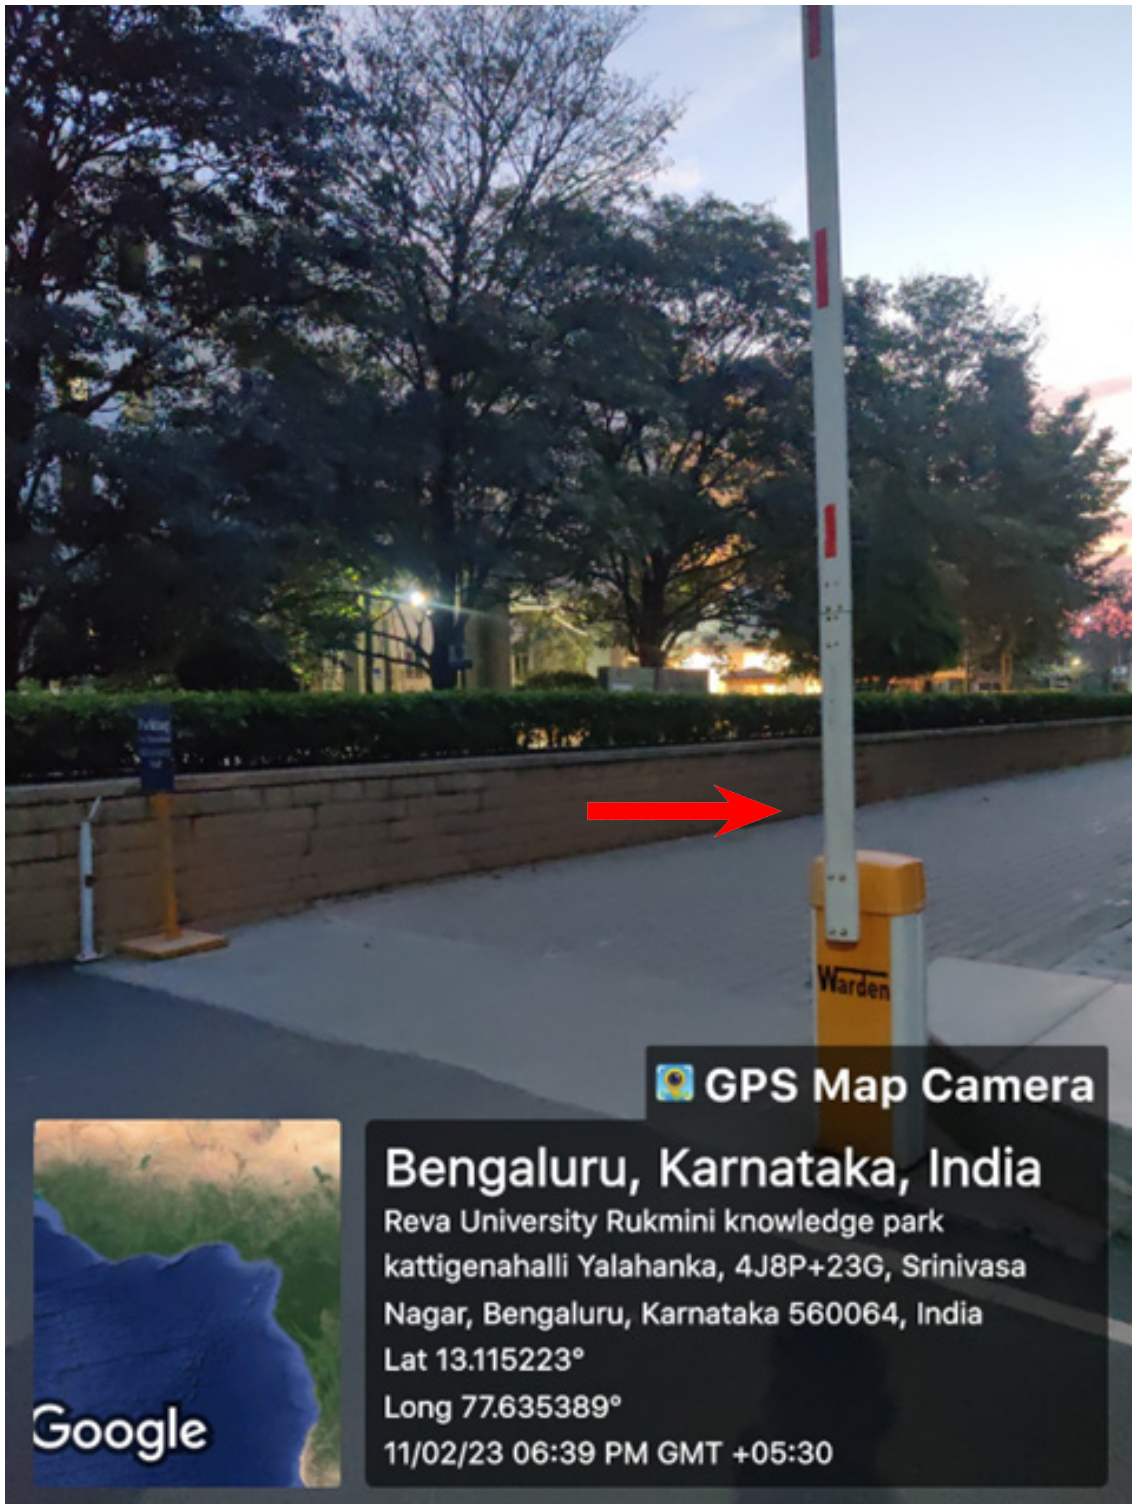 Parking
Warden
GPS Map Camera
Bengaluru, Karnataka, India
Reva University Rukmini knowledge park
kattigenahalli Yalahanka, 4J8P+23G, Srinivasa
Nagar, Bengaluru, Karnataka 560064, India
Lat 13.115223°
Long 77.635389°
11/02/23 06:39 PM GMT +05:30
Google